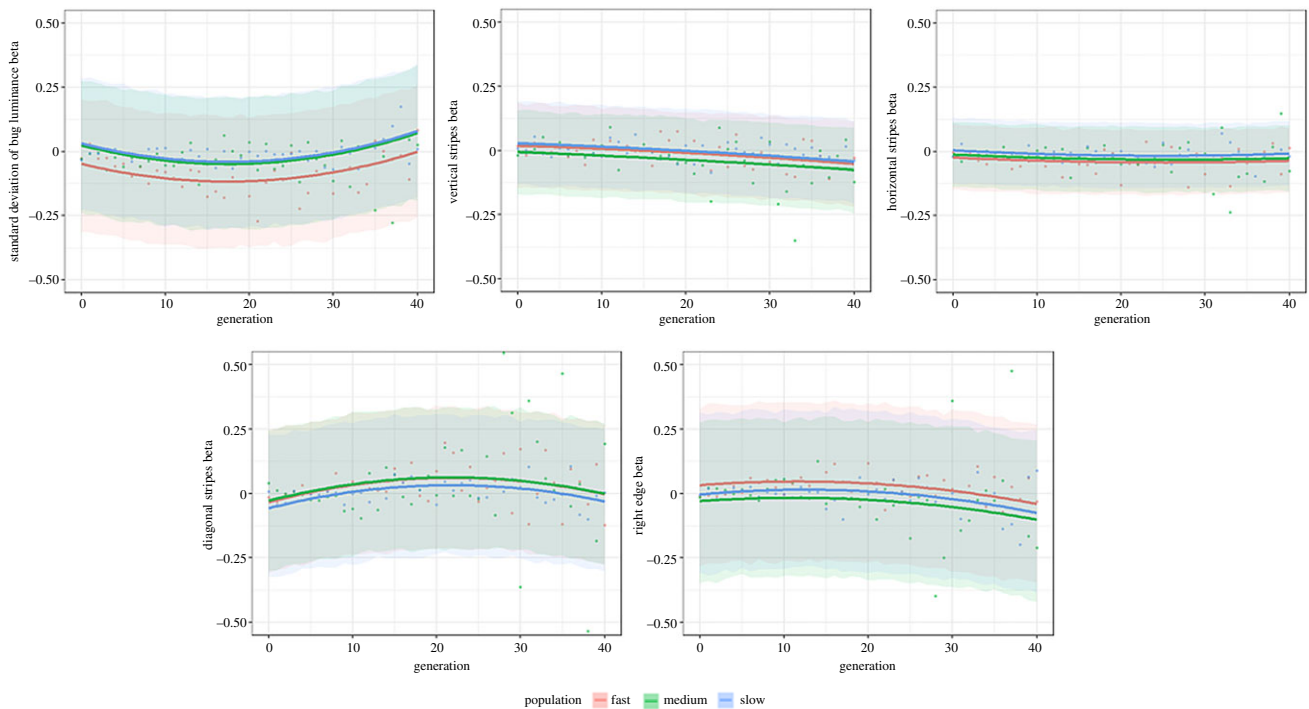 standard deviation of bug luminance beta
0.50
0.25
0
–0.25
–0.50
0 10 20 30 40
generation
vertical stripes beta
0.50
0.25
0
–0.25
–0.50
0 10 20 30 40
generation
horizontal stripes beta
0.50
0.25
0
–0.25
–0.50
0 10 20 30 40
generation
diagonal stripes beta
0.50
0.25
0
–0.25
–0.50
0 10 20 30 40
generation
right edge beta
0.50
0.25
0
–0.25
–0.50
0 10 20 30 40
generation
population fast medium slow